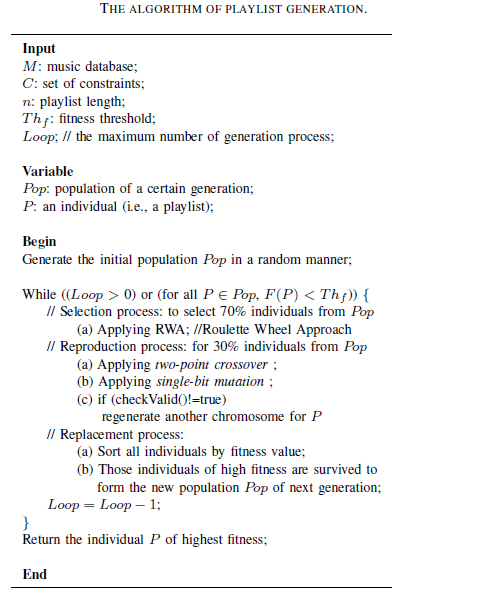 THE ALGORITHM OF PLAYLIST GENERATION.
Input
M: music database;
C: set of constraints;
n: playlist length;
Th_f: fitness threshold;
Loop; // the maximum number of generation process;
Variable
Pop: population of a certain generation;
P: an individual (i.e., a playlist);
Begin
Generate the initial population Pop in a random manner;
While ((Loop > 0) or (for all P ∈ Pop, F(P) < Th_f)) {
// Selection process: to select 70% individuals from Pop
(a) Applying RWA; //Roulette Wheel Approach
// Reproduction process: for 30% individuals from Pop
(a) Applying two-point crossover ;
(b) Applying single-bit mutation ;
(c) if (checkValid()!=true)
regenerate another chromosome for P
// Replacement process:
(a) Sort all individuals by fitness value;
(b) Those individuals of high fitness are survived to
form the new population Pop of next generation;
Loop = Loop − 1;
}
Return the individual P of highest fitness;
End